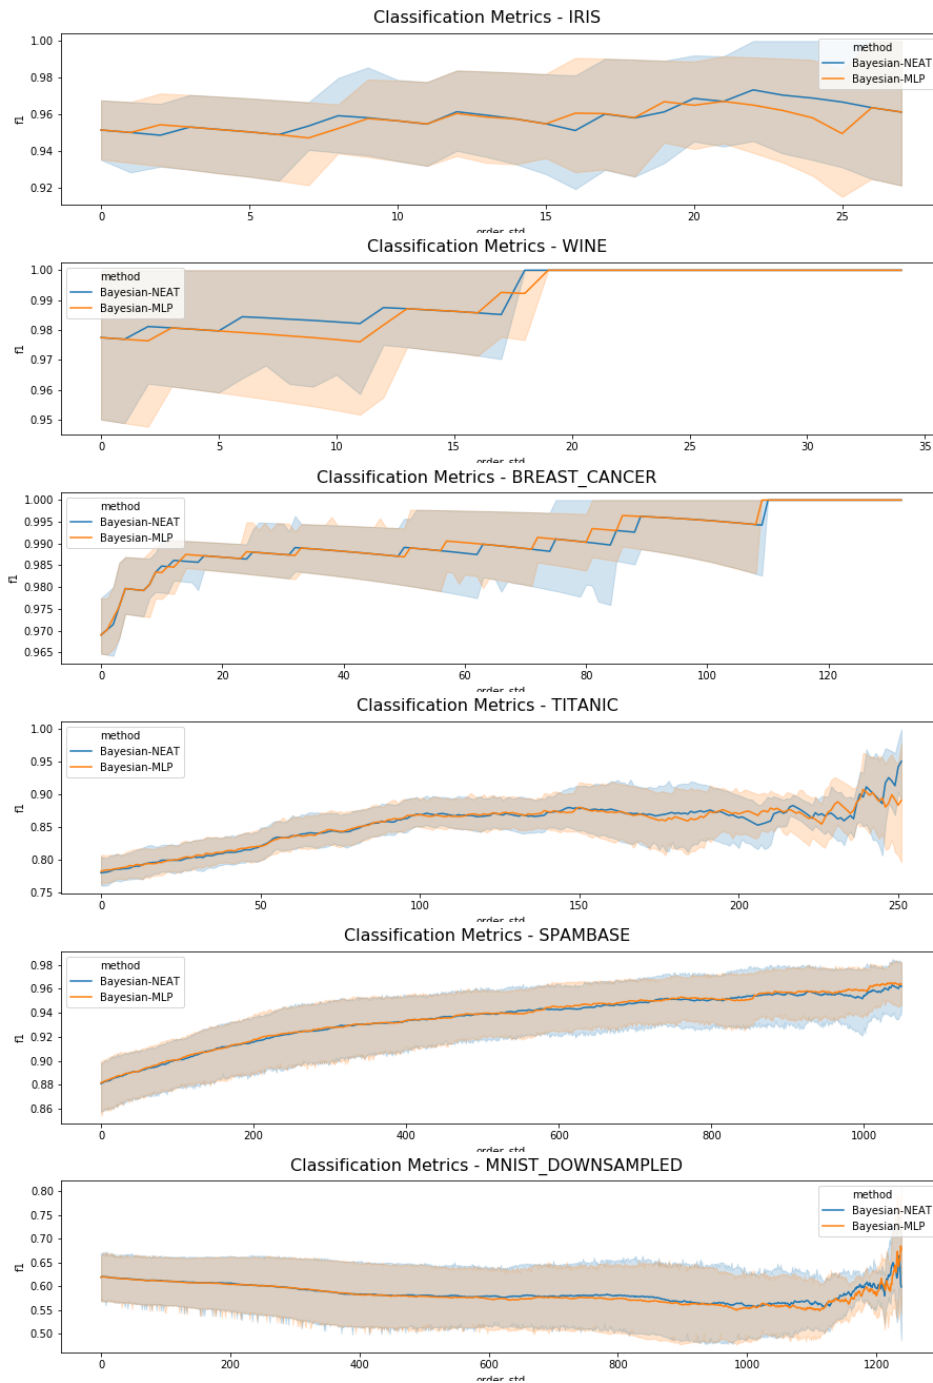 Classification Metrics - IRIS
1.00
0.98
0.96
0.94
0.92
f1
method
Bayesian-NEAT
Bayesian-MLP
0 5 10 15 20 25
order_std
Classification Metrics - WINE
1.00
0.99
0.98
0.97
0.96
0.95
f1
method
Bayesian-NEAT
Bayesian-MLP
0 5 10 15 20 25 30 35
order_std
Classification Metrics - BREAST_CANCER
1.000
0.995
0.990
0.985
0.980
0.975
0.970
0.965
f1
method
Bayesian-NEAT
Bayesian-MLP
0 20 40 60 80 100 120
order_std
Classification Metrics - TITANIC
1.00
0.95
0.90
0.85
0.80
0.75
f1
method
Bayesian-NEAT
Bayesian-MLP
0 50 100 150 200 250
order_std
Classification Metrics - SPAMBASE
0.98
0.96
0.94
0.92
0.90
0.88
0.86
f1
method
Bayesian-NEAT
Bayesian-MLP
0 200 400 600 800 1000
order_std
Classification Metrics - MNIST_DOWNSAMPLED
0.80
0.75
0.70
0.65
0.60
0.55
0.50
f1
method
Bayesian-NEAT
Bayesian-MLP
0 200 400 600 800 1000 1200
order_std